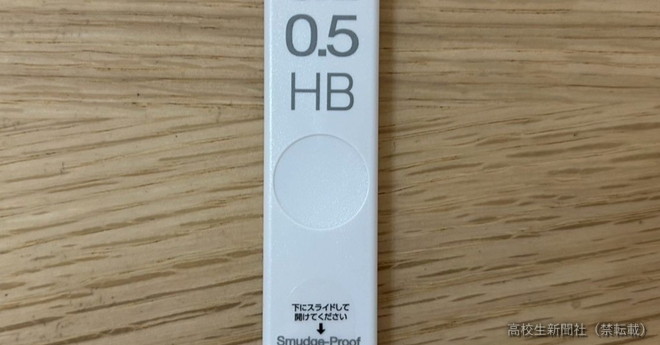 0.5
HB
下にスライドして
開けてください
↓
Smudge-Proof
高校生新聞社（禁転載）